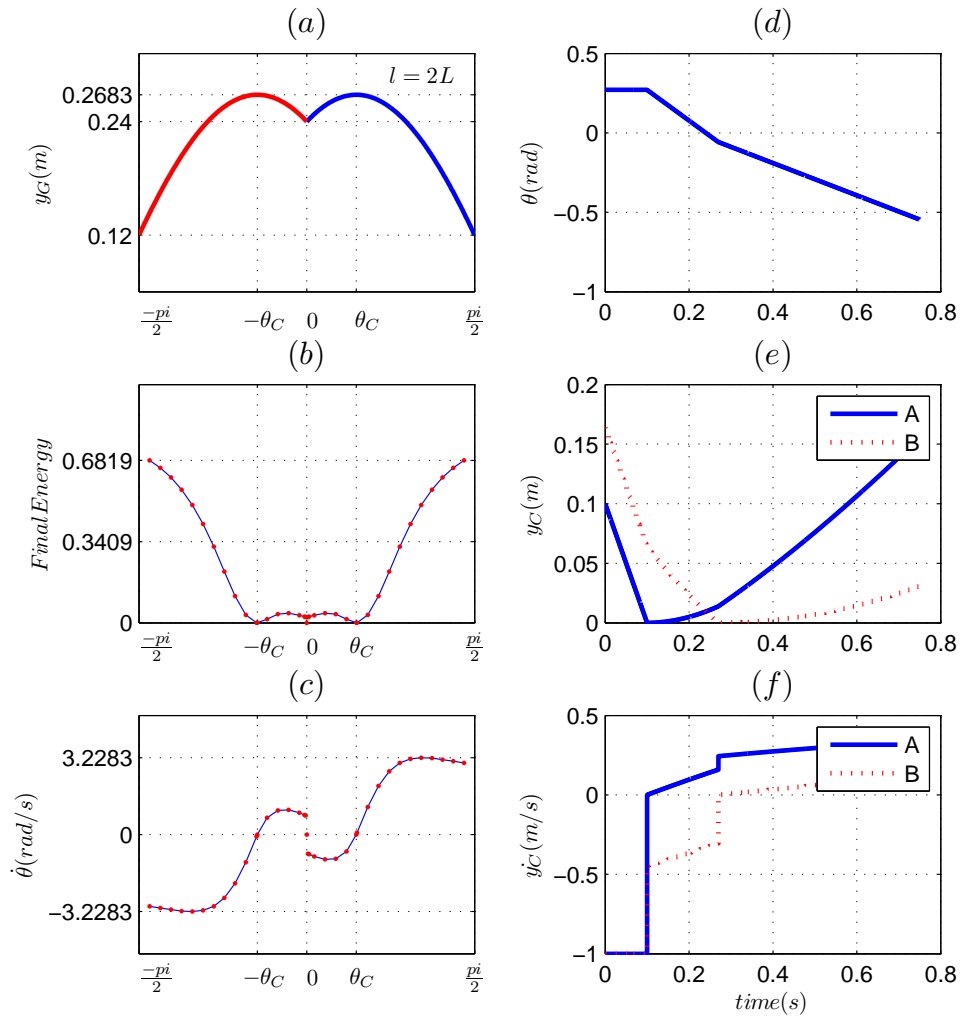 (a)
l = 2L
y_G(m)
0.2683
0.24
0.12
-pi/2 −θ_C 0 θ_C pi/2
(b)
Final Energy
0.6819
0.3409
0
-pi/2 −θ_C 0 θ_C pi/2
(c)
θ̇(rad/s)
3.2283
0
−3.2283
-pi/2 −θ_C 0 θ_C pi/2
(d)
θ(rad)
0.5
0
−0.5
−1
0 0.2 0.4 0.6 0.8
(e)
y_C(m)
0.2
0.15
0.1
0.05
0
A
B
0 0.2 0.4 0.6 0.8
(f)
ẏ_C(m/s)
0.5
0
−0.5
−1
A
B
0 0.2 0.4 0.6 0.8
time(s)